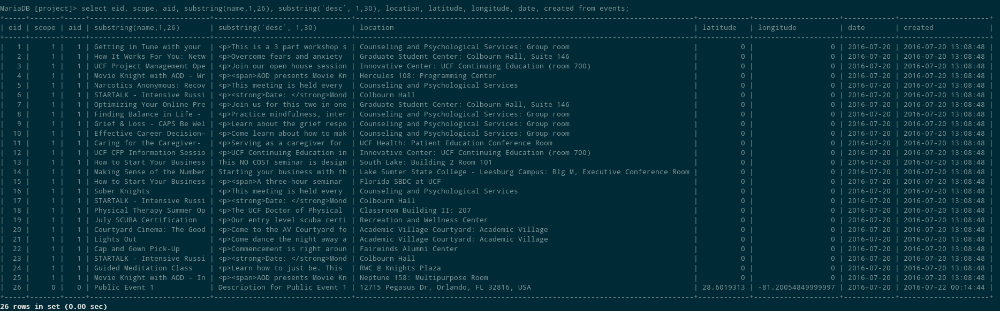 MariaDB [project]> select eid, scope, aid, substring(name,1,26), substring(`desc`, 1,30), location, latitude, longitude, date, created from events;
| eid | scope | aid | substring(name,1,26) | substring(`desc`, 1,30) | location | latitude | longitude | date | created |
| 1 | 1 | 1 | Getting in Tune with your | <p>This is a 3 part workshop s | Counseling and Psychological Services: Group room | 0 | 0 | 2016-07-20 | 2016-07-20 13:08:48 |
| 2 | 1 | 1 | How It Works For You: Netw | <p>Overcome fears and anxiety | Graduate Student Center: Colbourn Hall, Suite 146 | 0 | 0 | 2016-07-20 | 2016-07-20 13:08:48 |
| 3 | 1 | 1 | UCF Project Management Ope | <p>Join our open house session | Innovative Center: UCF Continuing Education (room 700) | 0 | 0 | 2016-07-20 | 2016-07-20 13:08:48 |
| 4 | 1 | 1 | Movie Knight with AOD - Wr | <p><span>AOD presents Movie Kn | Hercules 108: Programming Center | 0 | 0 | 2016-07-20 | 2016-07-20 13:08:48 |
| 5 | 1 | 1 | Narcotics Anonymous: Recov | <p>This meeting is held every | Counseling and Psychological Services | 0 | 0 | 2016-07-20 | 2016-07-20 13:08:48 |
| 6 | 1 | 1 | STARTALK - Intensive Russi | <p><strong>Date: </strong>Mond | Colbourn Hall | 0 | 0 | 2016-07-20 | 2016-07-20 13:08:48 |
| 7 | 1 | 1 | Optimizing Your Online Pre | <p>Join us for this two in one | Graduate Student Center: Colbourn Hall, Suite 146 | 0 | 0 | 2016-07-20 | 2016-07-20 13:08:48 |
| 8 | 1 | 1 | Finding Balance in Life - | <p>Practice mindfulness, inter | Counseling and Psychological Services: Group room | 0 | 0 | 2016-07-20 | 2016-07-20 13:08:48 |
| 9 | 1 | 1 | Grief & Loss - CAPS Be Wel | <p>Learn about the grief respo | Counseling and Psychological Services: Group room | 0 | 0 | 2016-07-20 | 2016-07-20 13:08:48 |
| 10 | 1 | 1 | Effective Career Decision- | <p>Come learn about how to mak | Counseling and Psychological Services: Group room | 0 | 0 | 2016-07-20 | 2016-07-20 13:08:48 |
| 11 | 1 | 1 | Caring for the Caregiver- | <p>Serving as a caregiver for | UCF Health: Patient Education Conference Room | 0 | 0 | 2016-07-20 | 2016-07-20 13:08:48 |
| 12 | 1 | 1 | UCF CFP Information Sessio | <p>UCF Continuing Education in | Innovative Center: UCF Continuing Education (room 700) | 0 | 0 | 2016-07-20 | 2016-07-20 13:08:48 |
| 13 | 1 | 1 | How to Start Your Business | This NO COST seminar is design | South Lake: Building 2 Room 101 | 0 | 0 | 2016-07-20 | 2016-07-20 13:08:48 |
| 14 | 1 | 1 | Making Sense of the Number | Starting your business with th | Lake Sumter State College - Leesburg Campus: Blg M, Executive Conference Room | 0 | 0 | 2016-07-20 | 2016-07-20 13:08:48 |
| 15 | 1 | 1 | How to Start Your Business | <p><span>A three-hour seminar | Florida SBDC at UCF | 0 | 0 | 2016-07-20 | 2016-07-20 13:08:48 |
| 16 | 1 | 1 | Sober Knights | <p>This meeting is held every | Counseling and Psychological Services | 0 | 0 | 2016-07-20 | 2016-07-20 13:08:48 |
| 17 | 1 | 1 | STARTALK - Intensive Russi | <p><strong>Date: </strong>Mond | Colbourn Hall | 0 | 0 | 2016-07-20 | 2016-07-20 13:08:48 |
| 18 | 1 | 1 | Physical Therapy Summer Op | <p>The UCF Doctor of Physical | Classroom Building II: 207 | 0 | 0 | 2016-07-20 | 2016-07-20 13:08:48 |
| 19 | 1 | 1 | July SCUBA Certification | <p>Our entry level scuba certi | Recreation and Wellness Center | 0 | 0 | 2016-07-20 | 2016-07-20 13:08:48 |
| 20 | 1 | 1 | Courtyard Cinema: The Good | <p>Come to the AV Courtyard fo | Academic Village Courtyard: Academic Village | 0 | 0 | 2016-07-20 | 2016-07-20 13:08:48 |
| 21 | 1 | 1 | Lights Out | <p>Come dance the night away a | Academic Village Courtyard: Academic Village | 0 | 0 | 2016-07-20 | 2016-07-20 13:08:48 |
| 22 | 1 | 1 | Cap and Gown Pick-Up | <p>Commencement is right aroun | Fairwinds Alumni Center | 0 | 0 | 2016-07-20 | 2016-07-20 13:08:48 |
| 23 | 1 | 1 | STARTALK - Intensive Russi | <p><strong>Date: </strong>Mond | Colbourn Hall | 0 | 0 | 2016-07-20 | 2016-07-20 13:08:48 |
| 24 | 1 | 1 | Guided Meditation Class | <p>Learn how to just be. This | RWC @ Knights Plaza | 0 | 0 | 2016-07-20 | 2016-07-20 13:08:48 |
| 25 | 1 | 1 | Movie Knight with AOD - In | <p><span>AOD presents Movie Kn | Neptune 158: Multipurpose Room | 0 | 0 | 2016-07-20 | 2016-07-20 13:08:48 |
| 26 | 0 | 0 | Public Event 1 | Description for Public Event 1 | 12715 Pegasus Dr, Orlando, FL 32816, USA | 28.6019313 | -81.20054849999997 | 2016-07-20 | 2016-07-22 00:14:44 |
26 rows in set (0.00 sec)